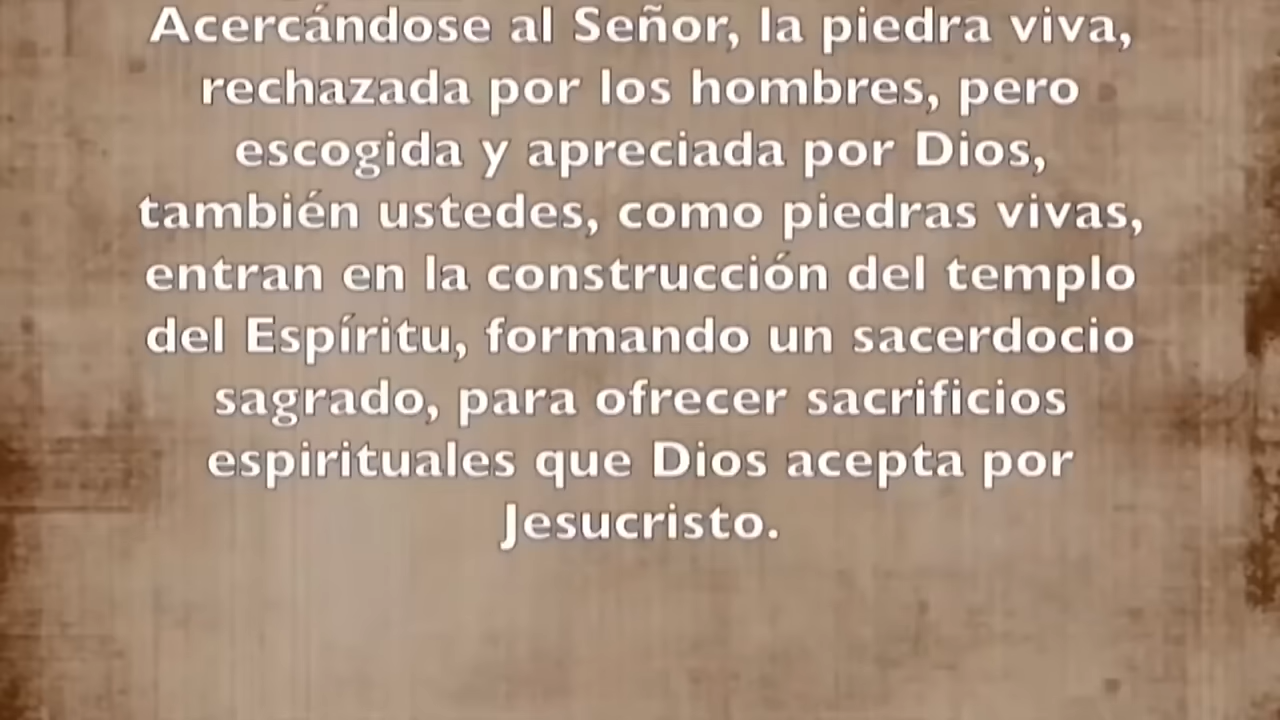 Acercándose al Señor, la piedra viva,
rechazada por los hombres, pero
escogida y apreciada por Dios,
también ustedes, como piedras vivas,
entran en la construcción del templo
del Espíritu, formando un sacerdocio
sagrado, para ofrecer sacrificios
espirituales que Dios acepta por
Jesucristo.